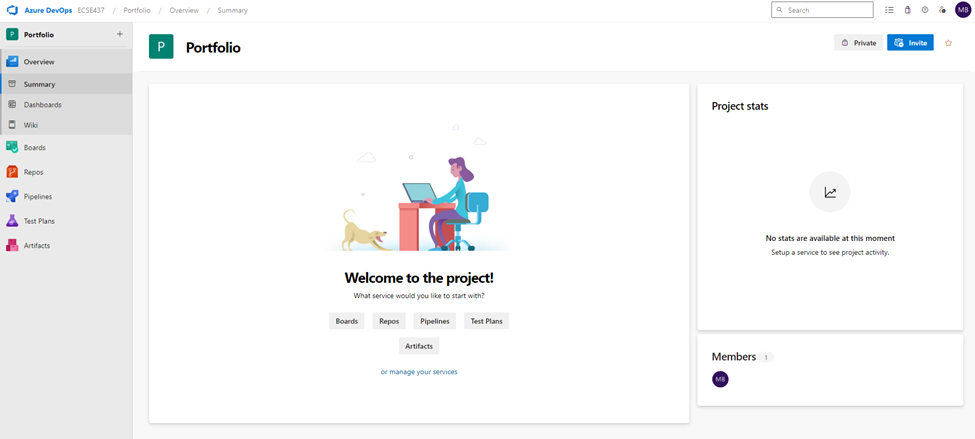 Azure DevOps ECSE437 / Portfolio / Overview / Summary
Search
MB
P Portfolio +
Overview
Summary
Dashboards
Wiki
Boards
Repos
Pipelines
Test Plans
Artifacts
P Portfolio
Private
Invite
Welcome to the project!
What service would you like to start with?
Boards Repos Pipelines Test Plans
Artifacts
or manage your services
Project stats
No stats are available at this moment
Setup a service to see project activity.
Members 1
MB